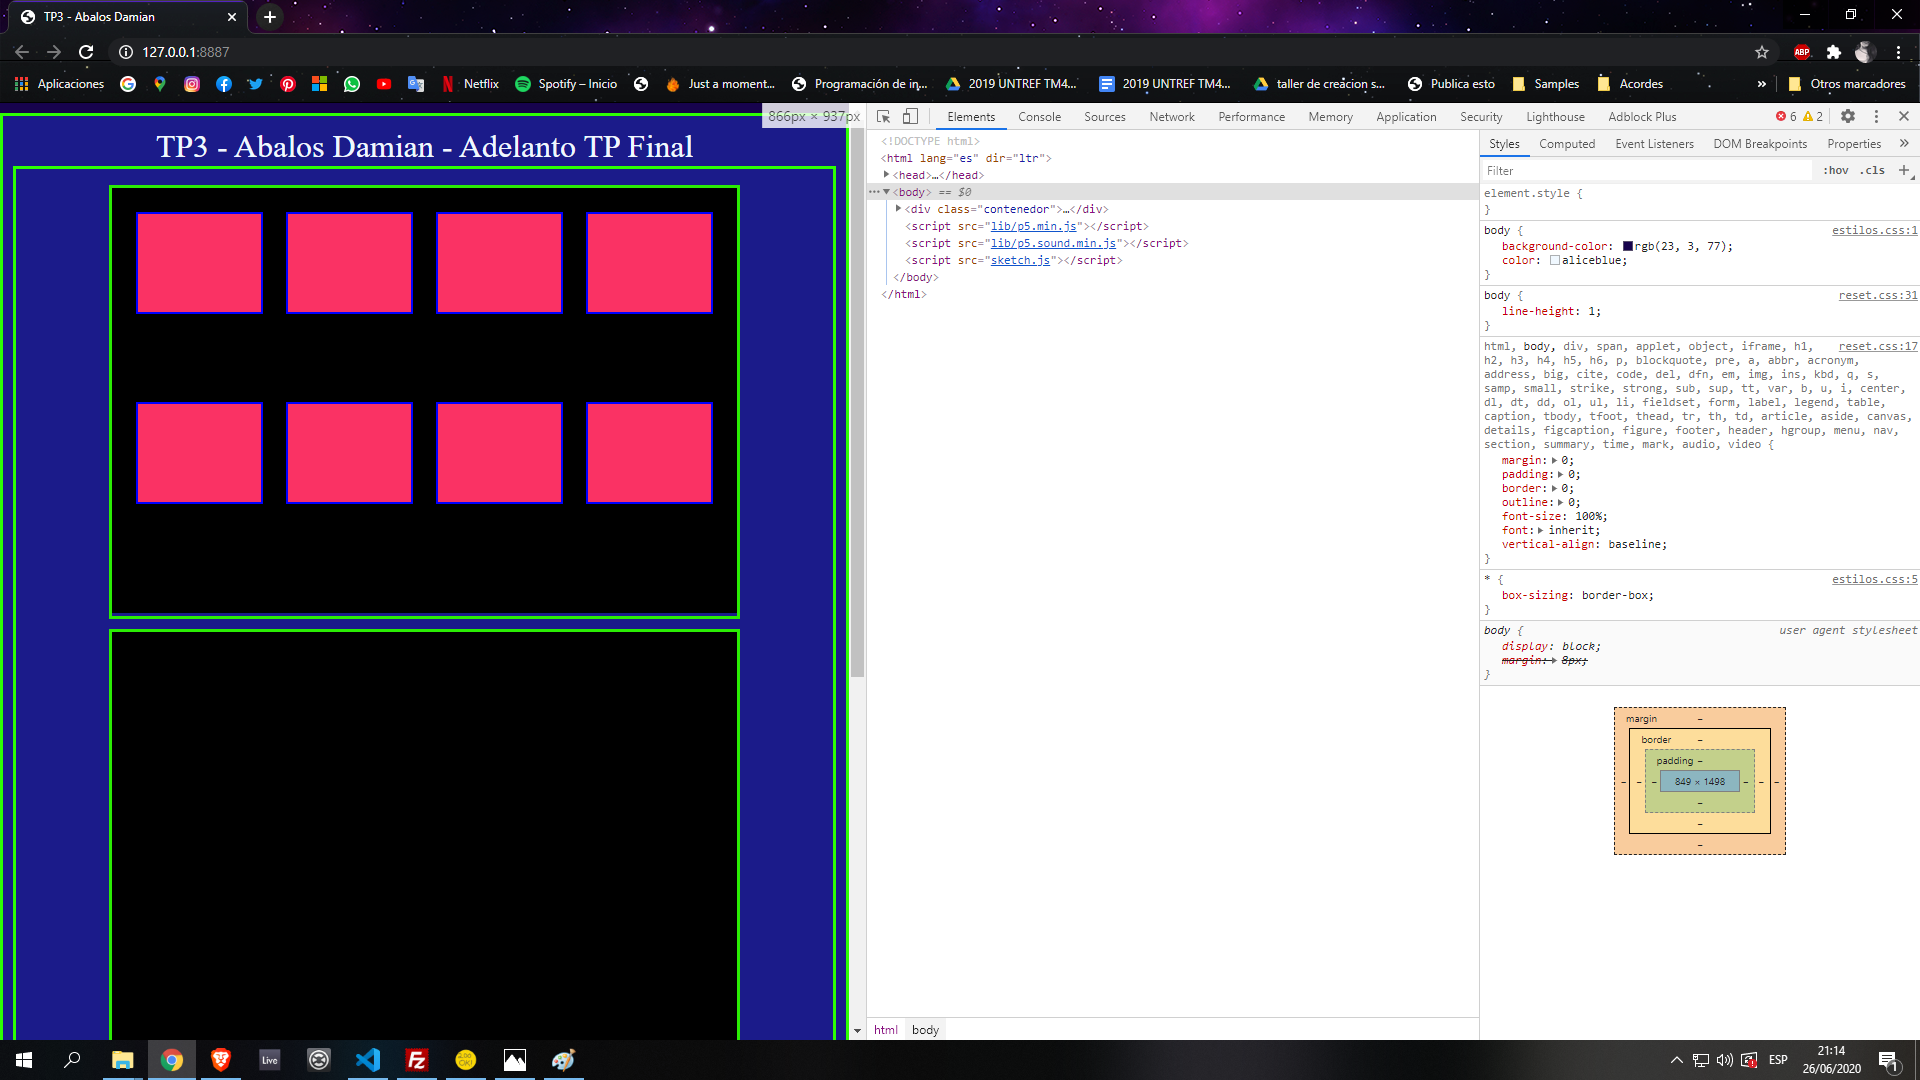 TP3 - Abalos Damian
127.0.0.1:8887
ABP
Aplicaciones
Netflix
Spotify – Inicio
Just a moment...
Programación de in...
2019 UNTREF TM4...
2019 UNTREF TM4...
taller de creacion s...
Publica esto
Samples
Acordes
»
Otros marcadores
866px × 937px
TP3 - Abalos Damian - Adelanto TP Final
Elements
Console
Sources
Network
Performance
Memory
Application
Security
Lighthouse
Adblock Plus
6
2
<!DOCTYPE html>
<html lang="es" dir="ltr">
<head>…</head>
<body> == $0
<div class="contenedor">…</div>
<script src="lib/p5.min.js"></script>
<script src="lib/p5.sound.min.js"></script>
<script src="sketch.js"></script>
</body>
</html>
html
body
Styles
Computed
Event Listeners
DOM Breakpoints
Properties
»
Filter
:hov .cls +
element.style {
}
body { estilos.css:1
background-color: rgb(23, 3, 77);
color: aliceblue;
}
body { reset.css:31
line-height: 1;
}
html, body, div, span, applet, object, iframe, h1, reset.css:17
h2, h3, h4, h5, h6, p, blockquote, pre, a, abbr, acronym,
address, big, cite, code, del, dfn, em, img, ins, kbd, q, s,
samp, small, strike, strong, sub, sup, tt, var, b, u, i, center,
dl, dt, dd, ol, ul, li, fieldset, form, label, legend, table,
caption, tbody, tfoot, thead, tr, th, td, article, aside, canvas,
details, figcaption, figure, footer, header, hgroup, menu, nav,
section, summary, time, mark, audio, video {
margin: 0;
padding: 0;
border: 0;
outline: 0;
font-size: 100%;
font: inherit;
vertical-align: baseline;
}
* { estilos.css:5
box-sizing: border-box;
}
body { user agent stylesheet
display: block;
margin: 8px;
}
margin –
border –
padding –
– – – 849 × 1498 – – –
–
–
–
Live
Fz
ESP
21:14
26/06/2020
1